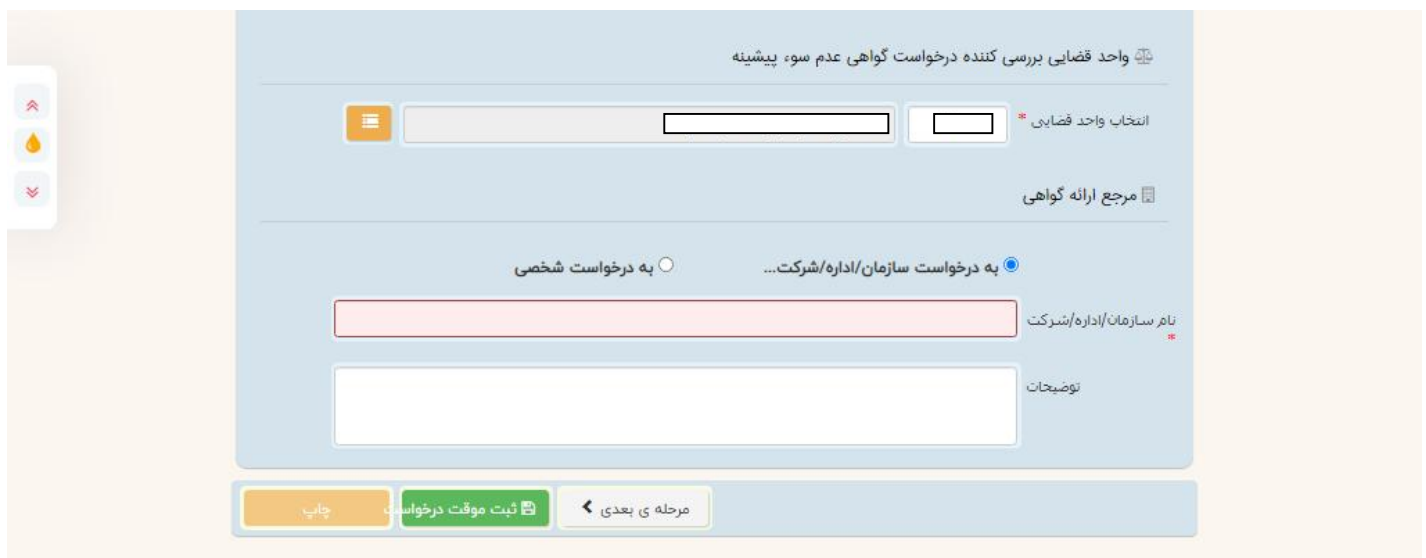 واحد قضایی بررسی کننده درخواست گواهی عدم سوء پیشینه
انتخاب واحد قضایی *
مرجع ارائه گواهی
به درخواست سازمان/اداره/شرکت... به درخواست شخصی
نام سازمان/اداره/شرکت
*
توضیحات
مرحله ی بعدی ثبت موقت درخواست چاپ